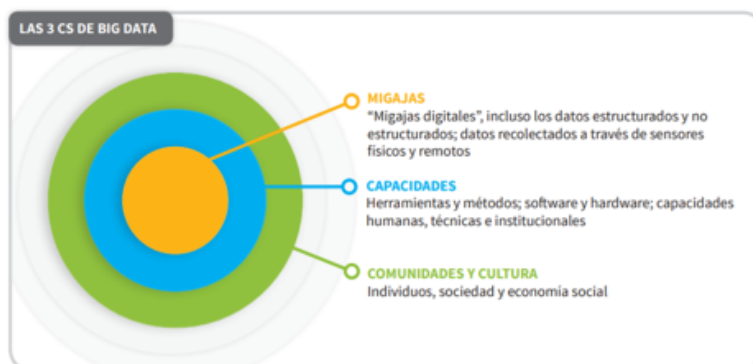 LAS 3 CS DE BIG DATA
MIGAJAS
“Migajas digitales”, incluso los datos estructurados y no
estructurados; datos recolectados a través de sensores
físicos y remotos
CAPACIDADES
Herramientas y métodos; software y hardware; capacidades
humanas, técnicas e institucionales
COMUNIDADES Y CULTURA
Individuos, sociedad y economía social